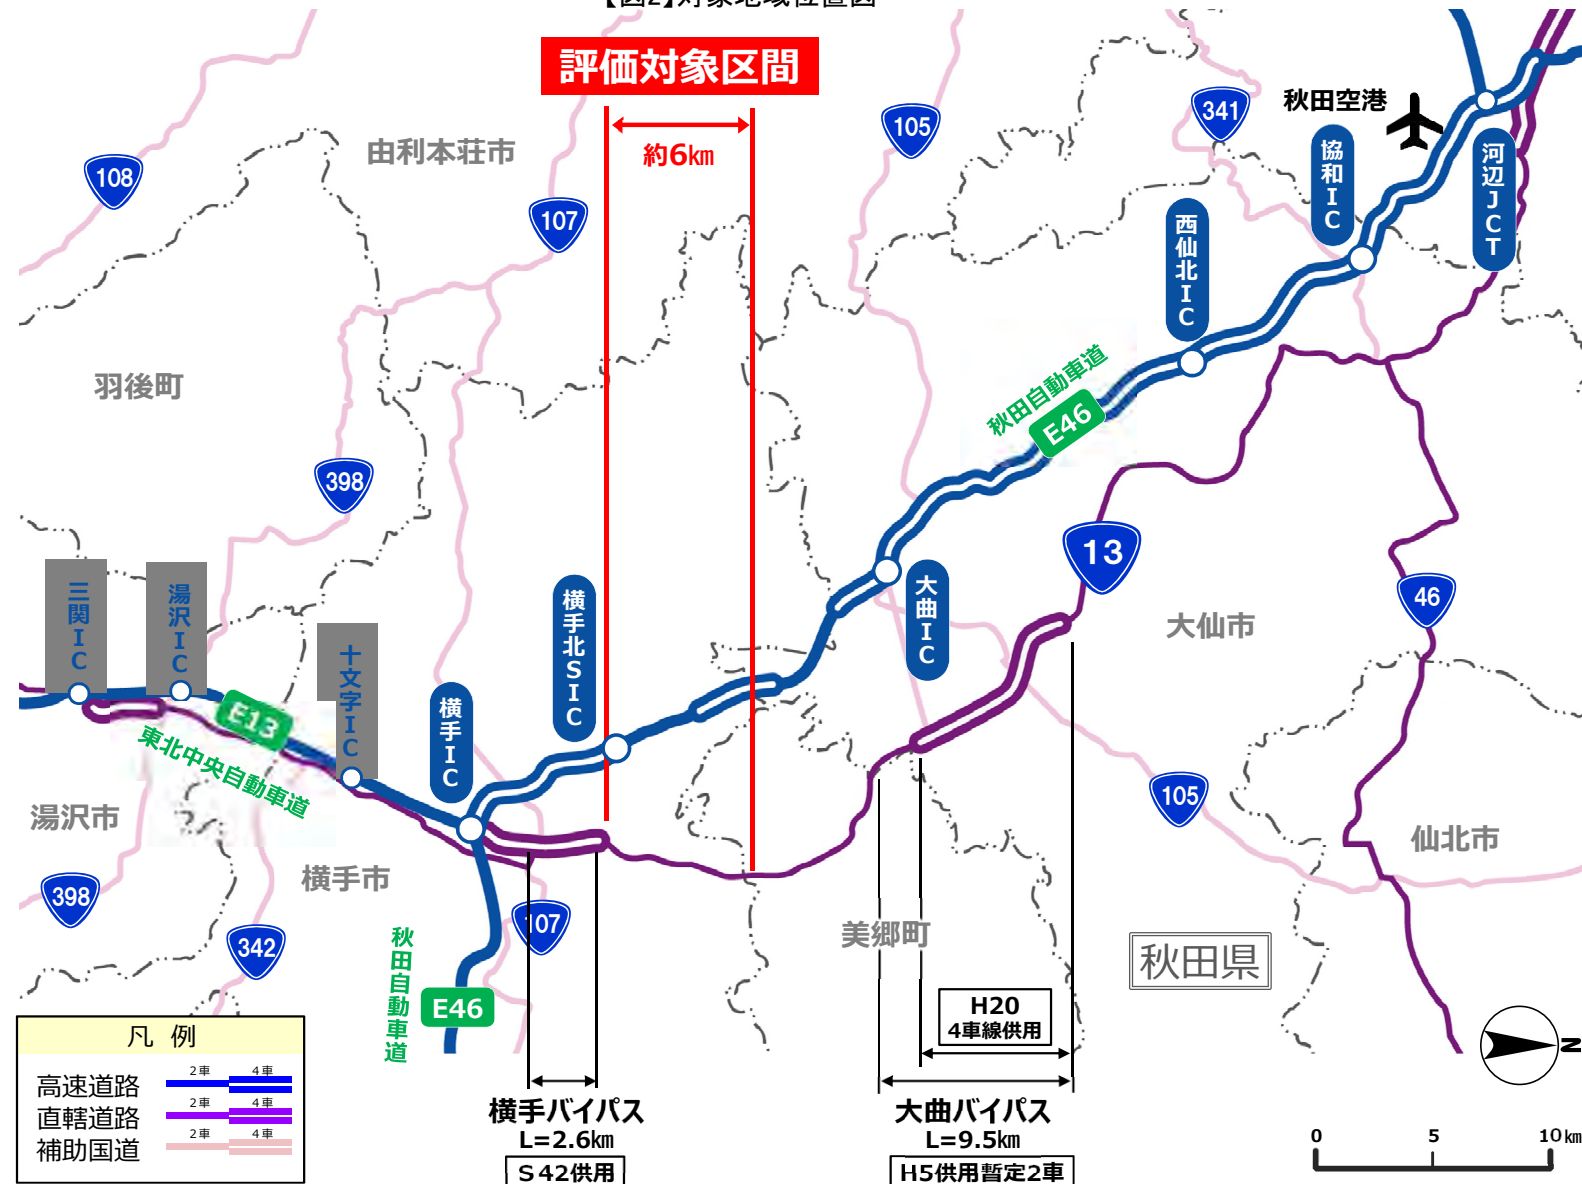 【図2】対象地域位置図
評価対象区間
約6km
秋田空港
由利本荘市
108
107
105
341
協和IC
河辺JCT
西仙北IC
羽後町
秋田自動車道
E46
398
13
三関IC
湯沢IC
十文字IC
横手IC
横手北SIC
大曲IC
大仙市
46
E13
東北中央自動車道
湯沢市
横手市
105
仙北市
398
342
107
美郷町
秋田県
秋田自動車道
E46
H20
4車線供用
N
凡 例
高速道路 2車 4車
直轄道路 2車 4車
補助国道 2車 4車
横手バイパス
L=2.6km
S42供用
大曲バイパス
L=9.5km
H5供用暫定2車
0 5 10km